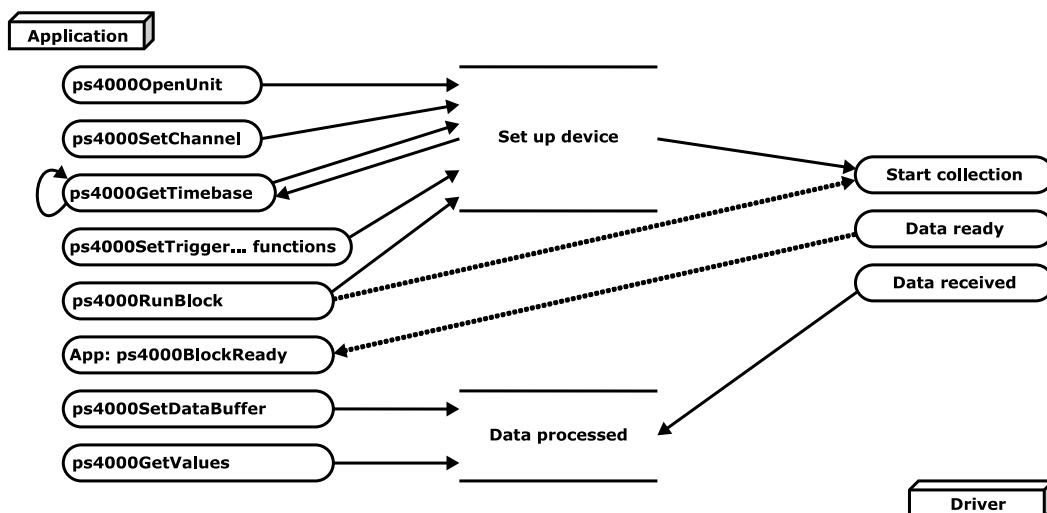 Application
ps4000OpenUnit
ps4000SetChannel
Set up device
ps4000GetTimebase
Start collection
ps4000SetTrigger... functions
Data ready
ps4000RunBlock
Data received
App: ps4000BlockReady
ps4000SetDataBuffer
Data processed
ps4000GetValues
Driver